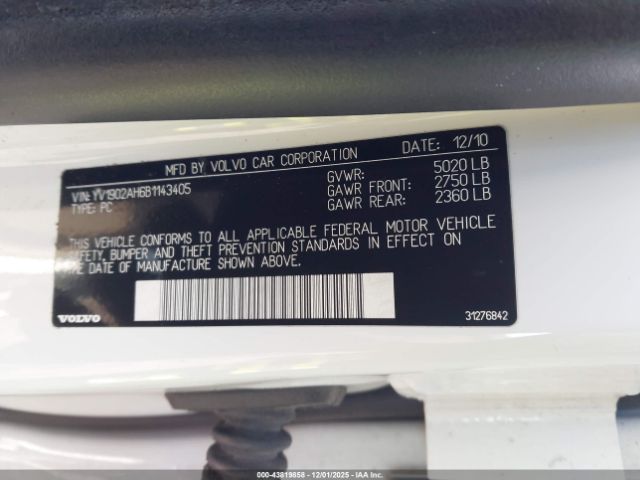 MFD BY VOLVO CAR CORPORATION
DATE: 12/10
VIN:YV1902AH6B1143405
TYPE: PC
GVWR: 5020 LB
GAWR FRONT: 2750 LB
GAWR REAR: 2360 LB
THIS VEHICLE CONFORMS TO ALL APPLICABLE FEDERAL MOTOR VEHICLE
SAFETY, BUMPER AND THEFT PREVENTION STANDARDS IN EFFECT ON
THE DATE OF MANUFACTURE SHOWN ABOVE.
VOLVO
31276842
000-43819858 - 12/01/2025 - IAA Inc.